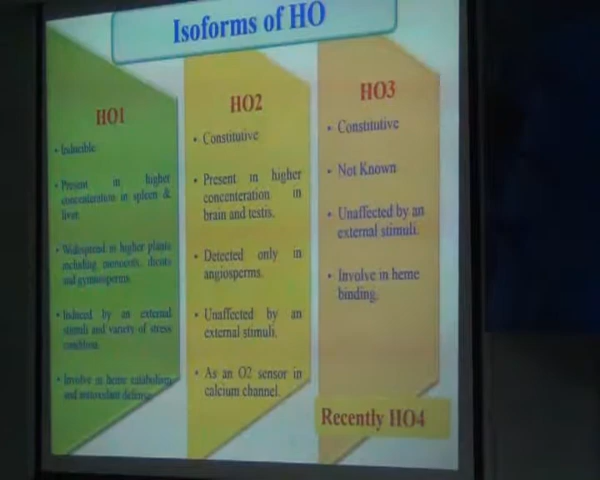 Isoforms of HO
HO1
• Inducible
• Present in higher
concenteration in spleen &
liver
• Widespread in higher plants
including monocots, dicots
and gymnosperms.
• Induced by an external
stimuli and variety of stress
condition.
• Involve in heme catabolism
and antioxidant defense
HO2
• Constitutive
• Present in higher
concenteration in
brain and testis.
• Detected only in
angiosperms.
• Unaffected by an
external stimuli.
• As an O2 sensor in
calcium channel.
HO3
• Constitutive
• Not Known
• Unaffected by an
external stimuli.
• Involve in heme
binding.
Recently HO4